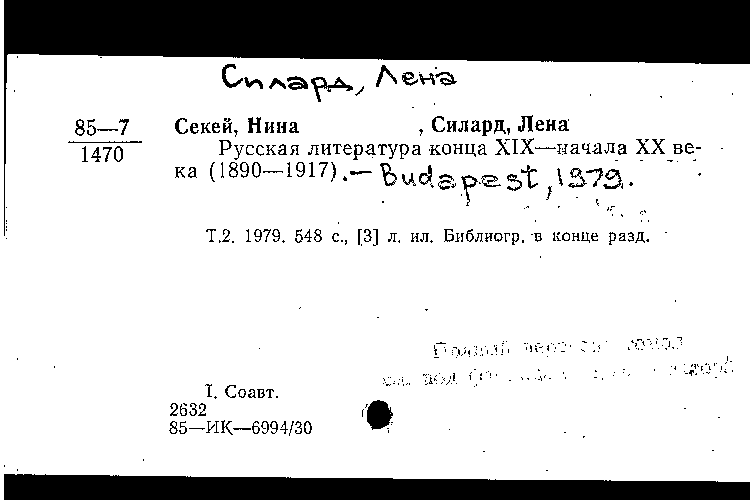 Силард, Лена
85—7
1470
Секей, Нина , Силард, Лена
Русская литература конца XIX—начала XX ве-
ка (1890—1917).— Budapest, 1979.
Т.2. 1979. 548 с., [3] л. ил. Библиогр. в конце разд.
I. Соавт.
2632
85—ИК—6994/30